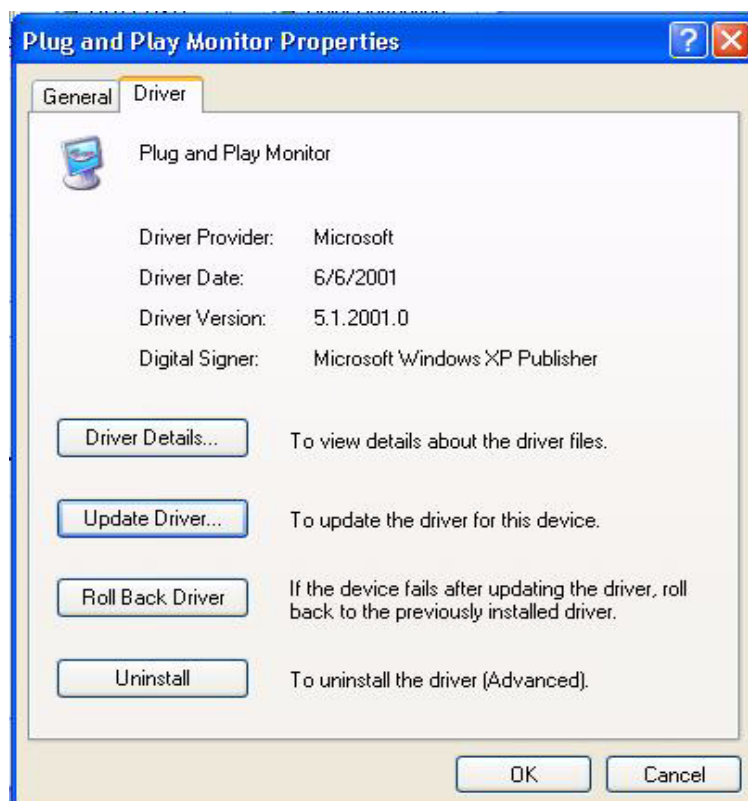 Plug and Play Monitor Properties
General
Driver
Plug and Play Monitor
Driver Provider:
Microsoft
Driver Date:
6/6/2001
Driver Version:
5.1.2001.0
Digital Signer:
Microsoft Windows XP Publisher
Driver Details...
To view details about the driver files.
Update Driver...
To update the driver for this device.
Roll Back Driver
If the device fails after updating the driver, roll
back to the previously installed driver.
Uninstall
To uninstall the driver (Advanced).
OK
Cancel